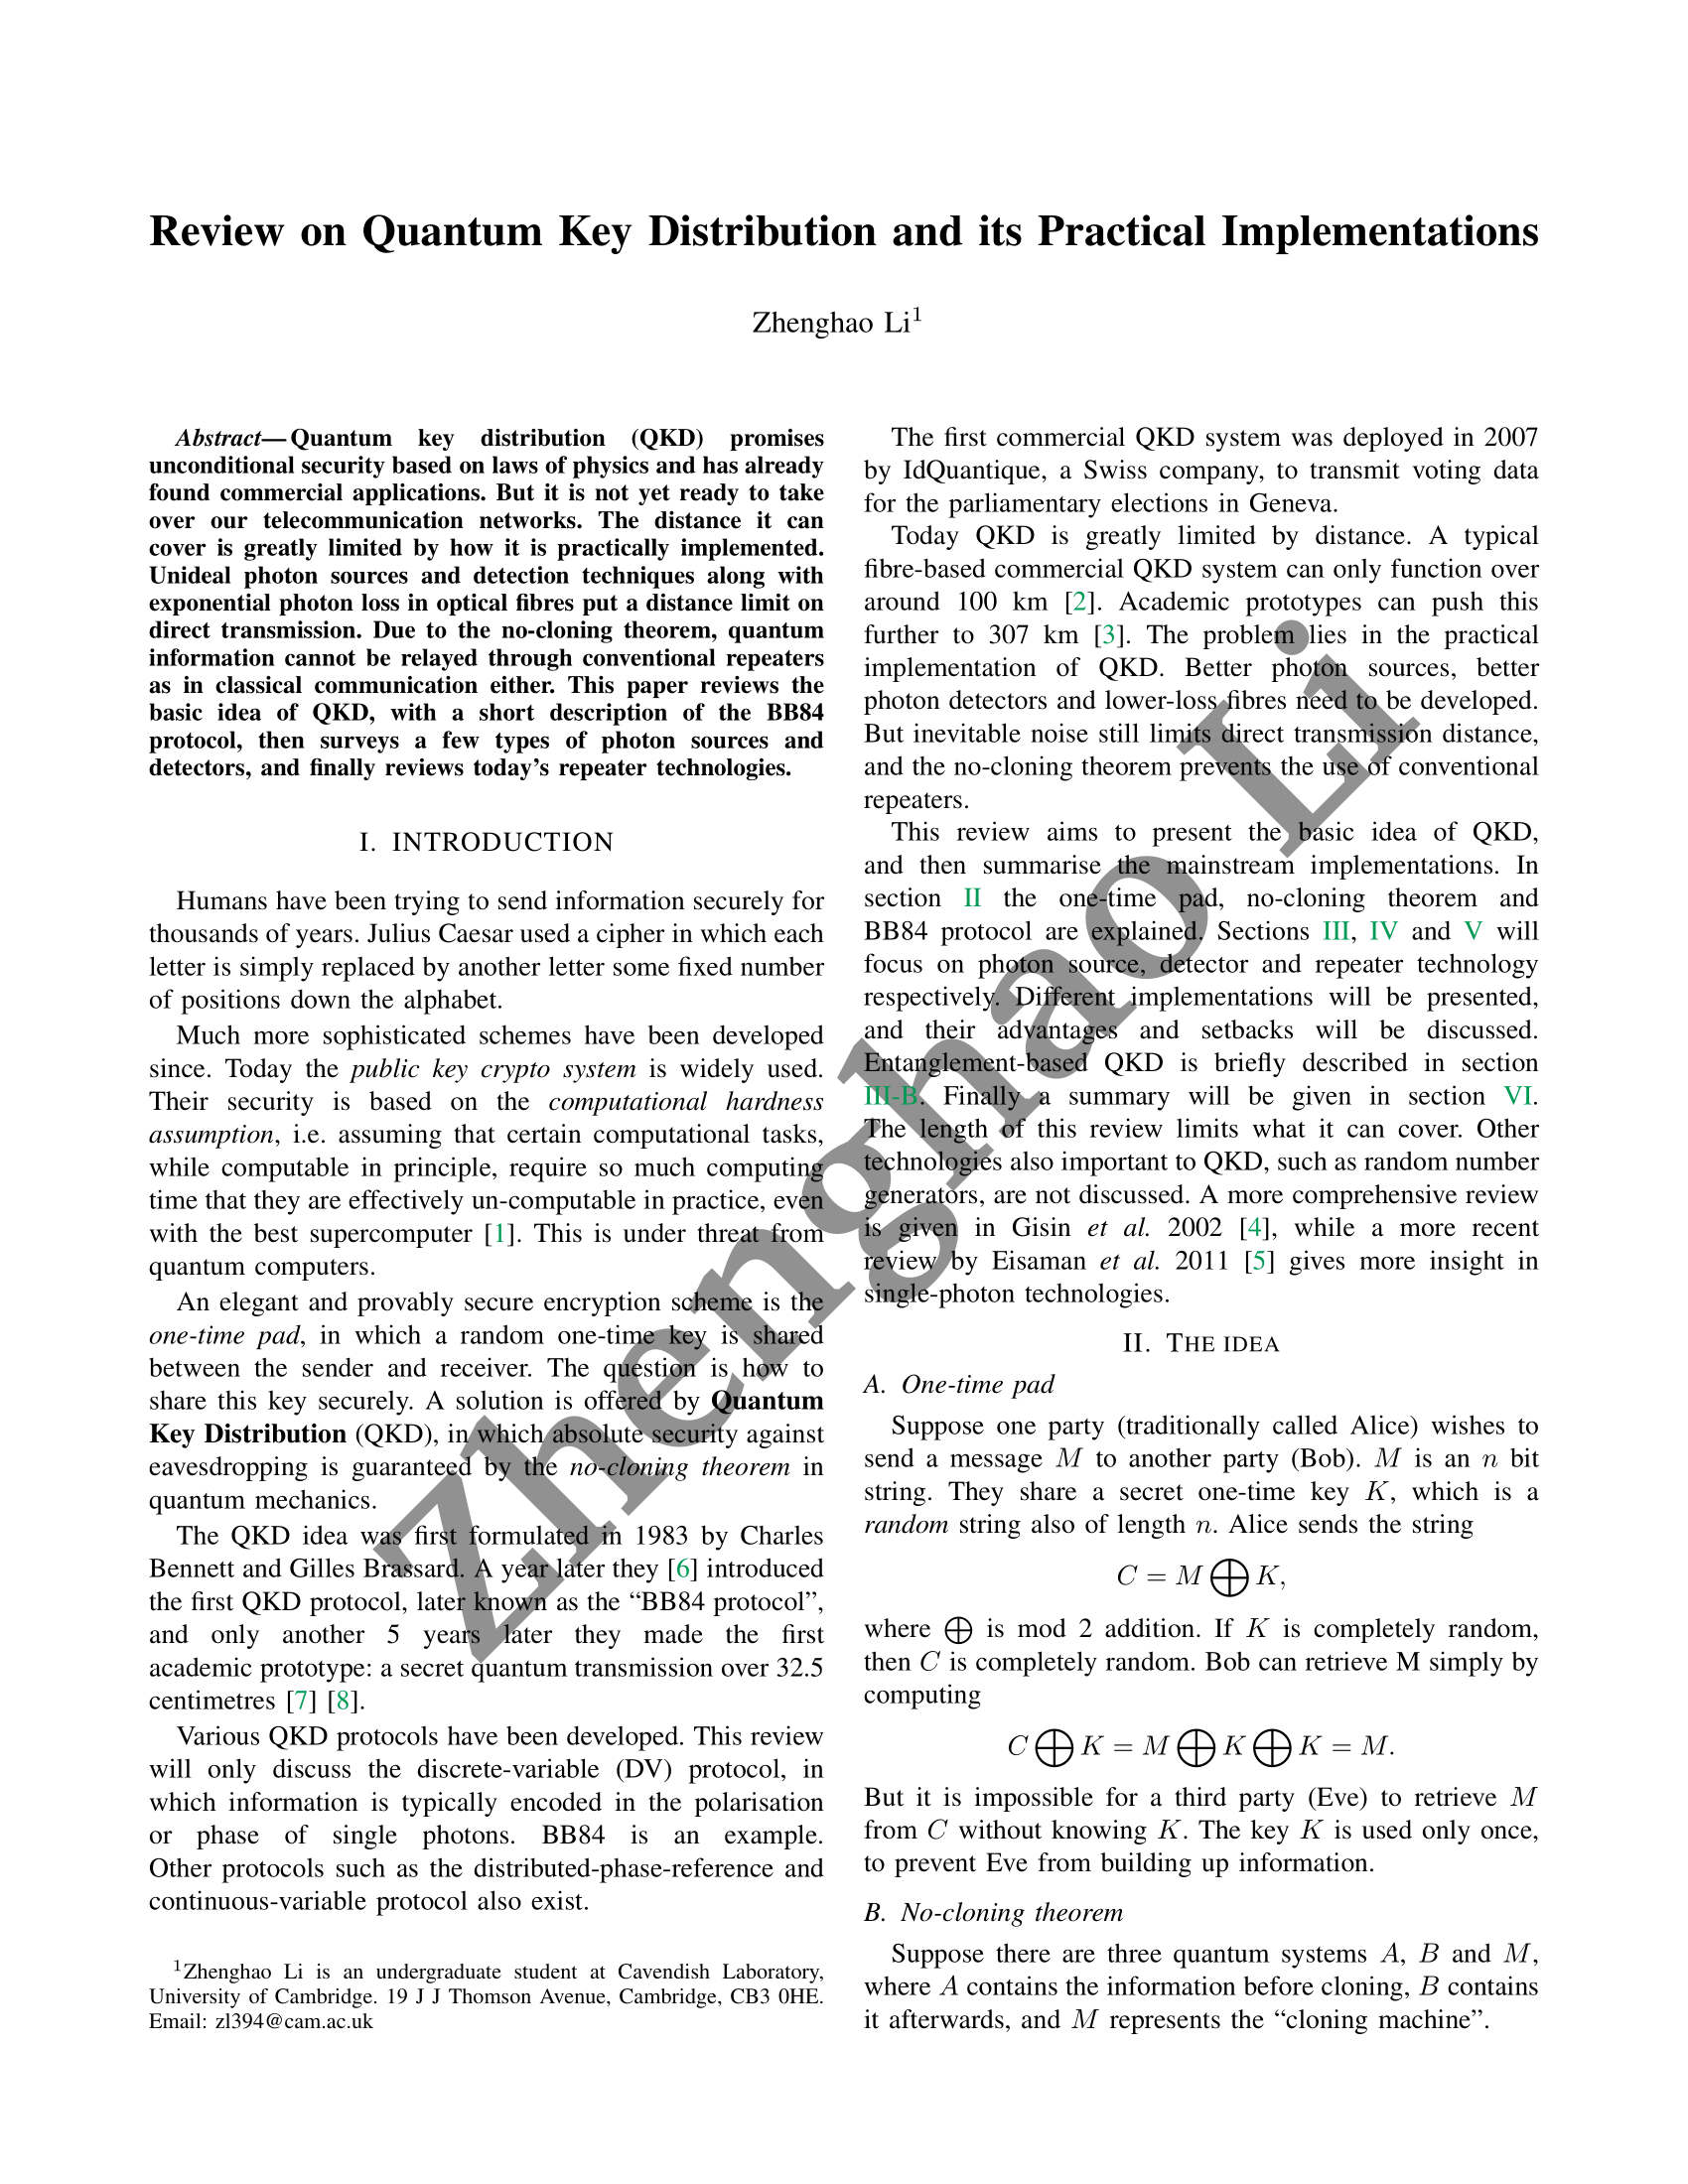 Review on Quantum Key Distribution and its Practical Implementations
Zhenghao Li¹
Abstract—Quantum key distribution (QKD) promises
unconditional security based on laws of physics and has already
found commercial applications. But it is not yet ready to take
over our telecommunication networks. The distance it can
cover is greatly limited by how it is practically implemented.
Unideal photon sources and detection techniques along with
exponential photon loss in optical fibres put a distance limit on
direct transmission. Due to the no-cloning theorem, quantum
information cannot be relayed through conventional repeaters
as in classical communication either. This paper reviews the
basic idea of QKD, with a short description of the BB84
protocol, then surveys a few types of photon sources and
detectors, and finally reviews today's repeater technologies.
I. INTRODUCTION
Humans have been trying to send information securely for
thousands of years. Julius Caesar used a cipher in which each
letter is simply replaced by another letter some fixed number
of positions down the alphabet.
Much more sophisticated schemes have been developed
since. Today the public key crypto system is widely used.
Their security is based on the computational hardness
assumption, i.e. assuming that certain computational tasks,
while computable in principle, require so much computing
time that they are effectively un-computable in practice, even
with the best supercomputer [1]. This is under threat from
quantum computers.
An elegant and provably secure encryption scheme is the
one-time pad, in which a random one-time key is shared
between the sender and receiver. The question is how to
share this key securely. A solution is offered by Quantum
Key Distribution (QKD), in which absolute security against
eavesdropping is guaranteed by the no-cloning theorem in
quantum mechanics.
The QKD idea was first formulated in 1983 by Charles
Bennett and Gilles Brassard. A year later they [6] introduced
the first QKD protocol, later known as the “BB84 protocol”,
and only another 5 years later they made the first
academic prototype: a secret quantum transmission over 32.5
centimetres [7] [8].
Various QKD protocols have been developed. This review
will only discuss the discrete-variable (DV) protocol, in
which information is typically encoded in the polarisation
or phase of single photons. BB84 is an example.
Other protocols such as the distributed-phase-reference and
continuous-variable protocol also exist.
¹Zhenghao Li is an undergraduate student at Cavendish Laboratory,
University of Cambridge. 19 J J Thomson Avenue, Cambridge, CB3 0HE.
Email: zl394@cam.ac.uk
The first commercial QKD system was deployed in 2007
by IdQuantique, a Swiss company, to transmit voting data
for the parliamentary elections in Geneva.
Today QKD is greatly limited by distance. A typical
fibre-based commercial QKD system can only function over
around 100 km [2]. Academic prototypes can push this
further to 307 km [3]. The problem lies in the practical
implementation of QKD. Better photon sources, better
photon detectors and lower-loss fibres need to be developed.
But inevitable noise still limits direct transmission distance,
and the no-cloning theorem prevents the use of conventional
repeaters.
This review aims to present the basic idea of QKD,
and then summarise the mainstream implementations. In
section II the one-time pad, no-cloning theorem and
BB84 protocol are explained. Sections III, IV and V will
focus on photon source, detector and repeater technology
respectively. Different implementations will be presented,
and their advantages and setbacks will be discussed.
Entanglement-based QKD is briefly described in section
III-B. Finally a summary will be given in section VI.
The length of this review limits what it can cover. Other
technologies also important to QKD, such as random number
generators, are not discussed. A more comprehensive review
is given in Gisin et al. 2002 [4], while a more recent
review by Eisaman et al. 2011 [5] gives more insight in
single-photon technologies.
II. THE IDEA
A. One-time pad
Suppose one party (traditionally called Alice) wishes to
send a message M to another party (Bob). M is an n bit
string. They share a secret one-time key K, which is a
random string also of length n. Alice sends the string
C = M ⨁ K,
where ⨁ is mod 2 addition. If K is completely random,
then C is completely random. Bob can retrieve M simply by
computing
C ⨁ K = M ⨁ K ⨁ K = M.
But it is impossible for a third party (Eve) to retrieve M
from C without knowing K. The key K is used only once,
to prevent Eve from building up information.
B. No-cloning theorem
Suppose there are three quantum systems A, B and M,
where A contains the information before cloning, B contains
it afterwards, and M represents the “cloning machine”.
Zhenghao Li